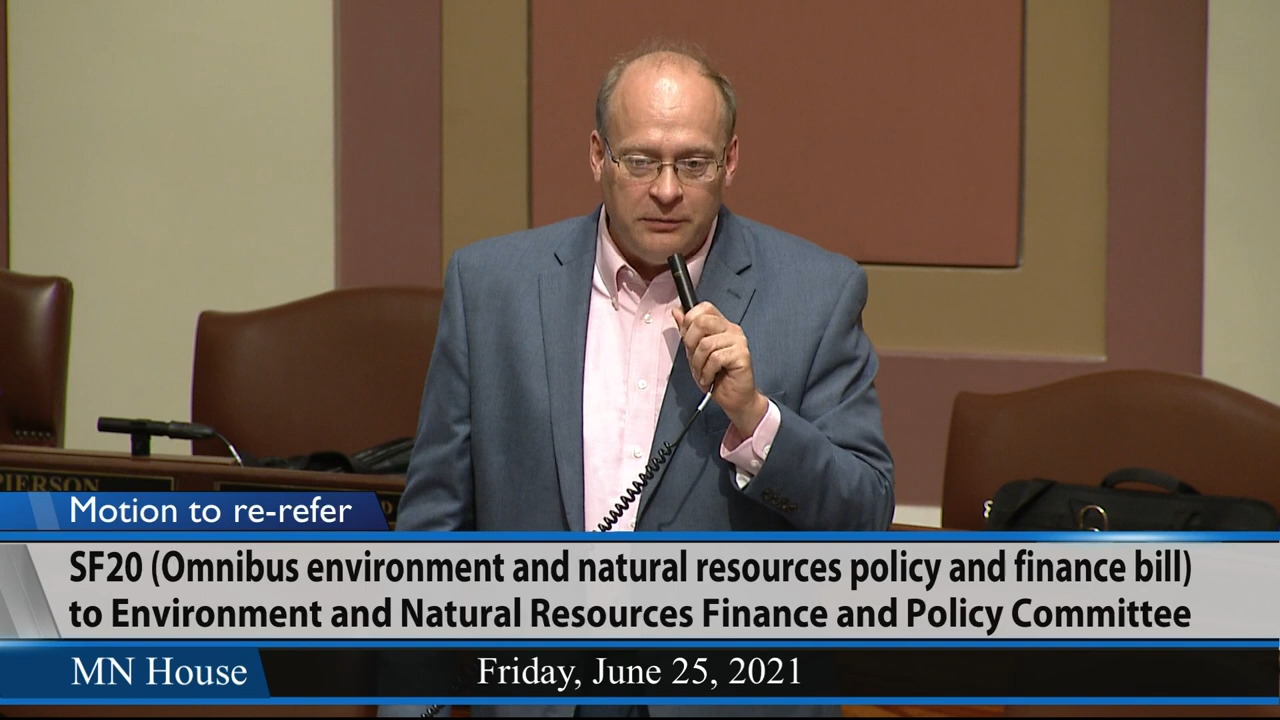 PIERSON
Motion to re-refer
SF20 (Omnibus environment and natural resources policy and finance bill)
to Environment and Natural Resources Finance and Policy Committee
MN House
Friday, June 25, 2021